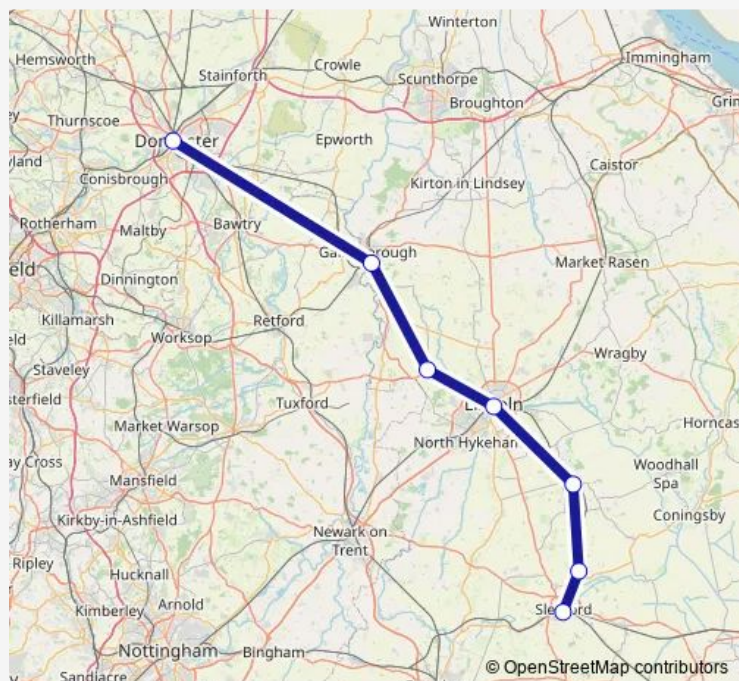 Winterton
Hemsworth
Crowle
Immingham
Stainforth
Scunthorpe
Broughton
Thurnscoe
Epworth
Caistor
Conisbrough
Kirton in Lindsey
Rotherham
Maltby
Bawtry
Market Rasen
Dinnington
Killamarsh
Retford
Worksop
Wragby
Staveley
Tuxford
Market Warsop
North Hykeham
Woodhall
Spa
Mansfield
Coningsby
Kirkby-in-Ashfield
Newark on
Trent
Ripley
Hucknall
Kimberley
Arnold
Nottingham
Bingham
Sandiacre
© OpenStreetMap contributors